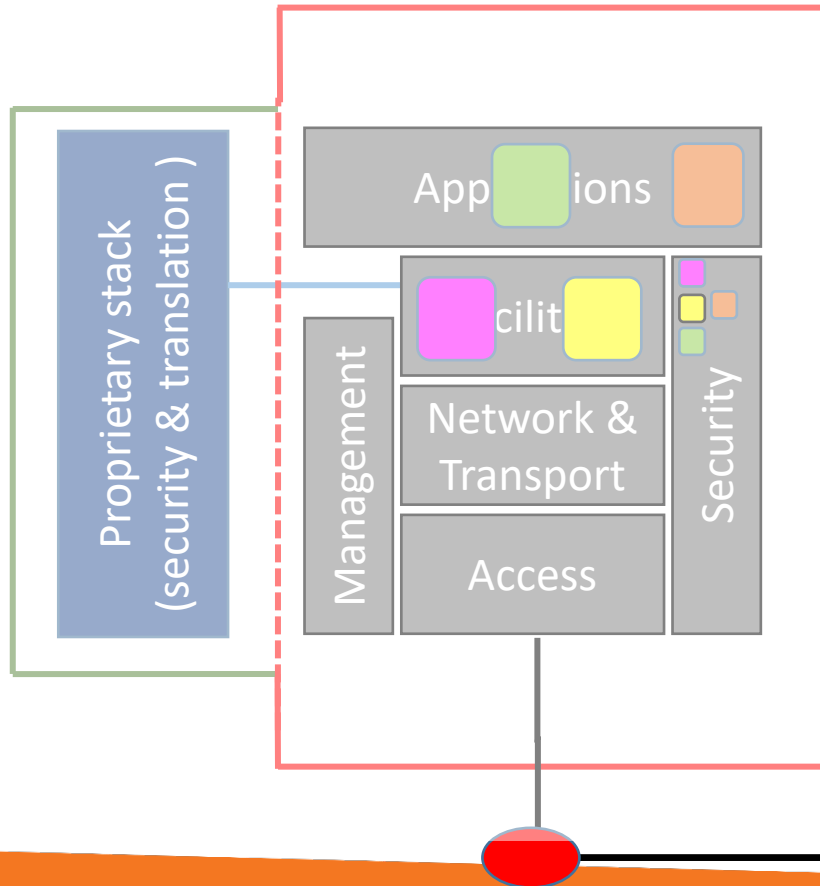 Proprietary stack
(security & translation )
App ions
cilit
Management
Network &
Transport
Security
Access